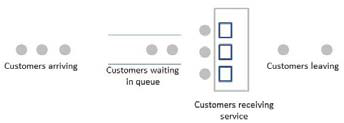 Customers arriving
Customers waiting
in queue
Customers receiving
service
Customers leaving